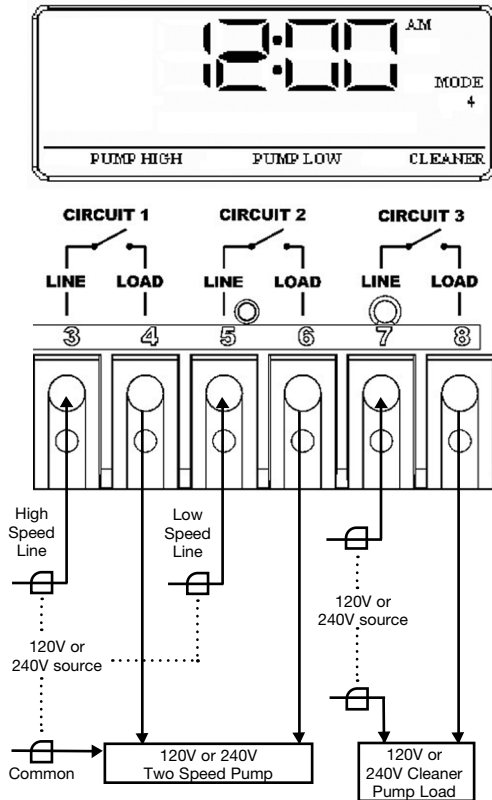 12:00 AM
MODE
4
PUMP HIGH PUMP LOW CLEANER
CIRCUIT 1 CIRCUIT 2 CIRCUIT 3
LINE LOAD LINE LOAD LINE LOAD
3 4 5 6 7 8
High
Speed
Line
Low
Speed
Line
120V or
240V source
120V or
240V source
Common
120V or 240V
Two Speed Pump
120V or
240V Cleaner
Pump Load